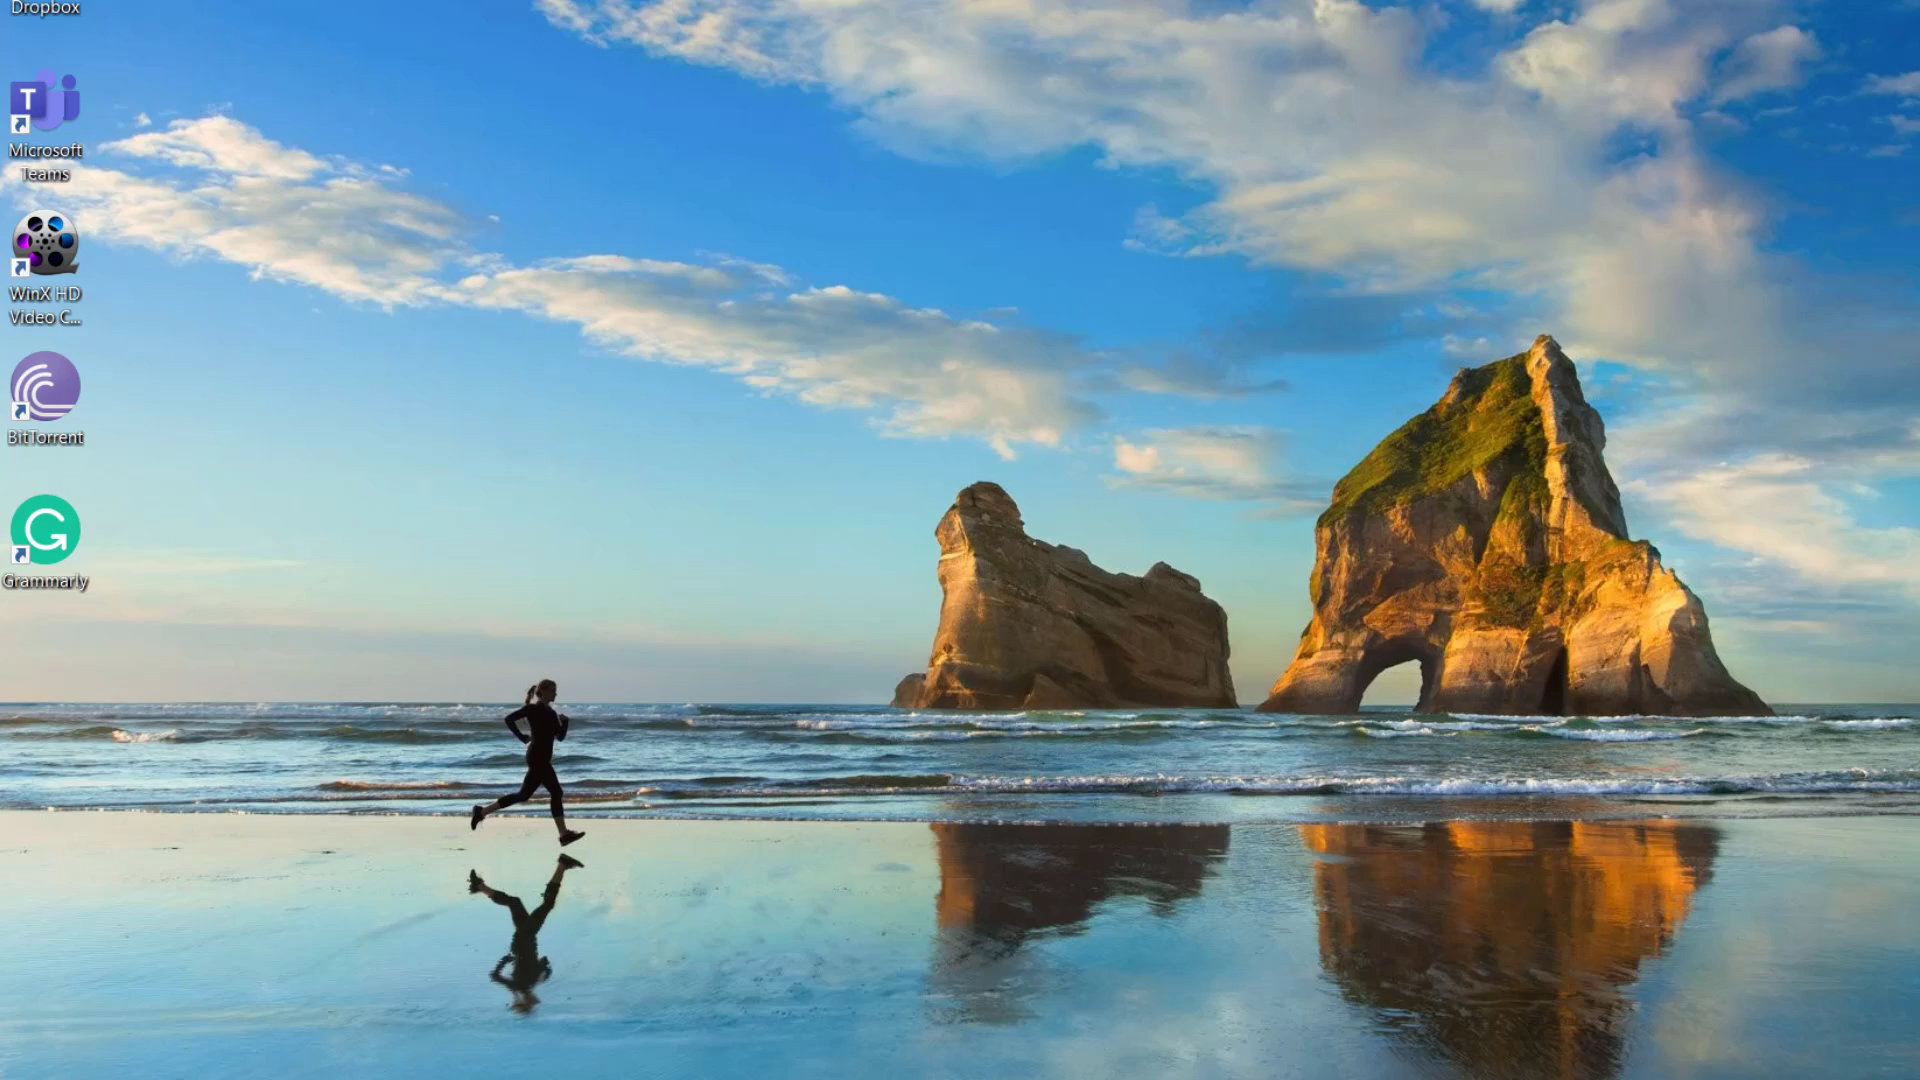 Dropbox
T
Microsoft
Teams
WinX HD
Video C...
BitTorrent
G
Grammarly